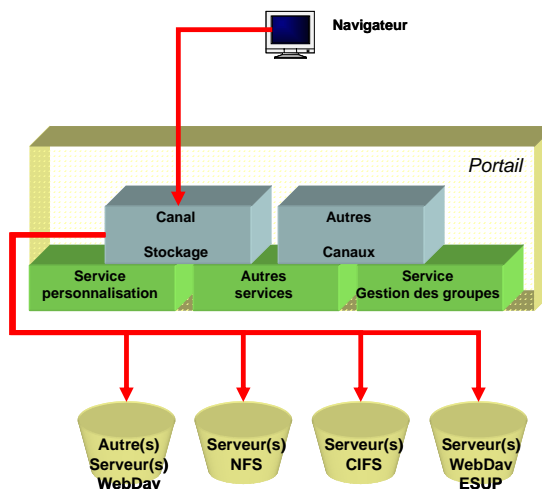 Navigateur
Portail
Canal
Stockage
Autres
Canaux
Service
personnalisation
Autres
services
Service
Gestion des groupes
Autre(s)
Serveur(s)
WebDav
Serveur(s)
NFS
Serveur(s)
CIFS
Serveur(s)
WebDav
ESUP